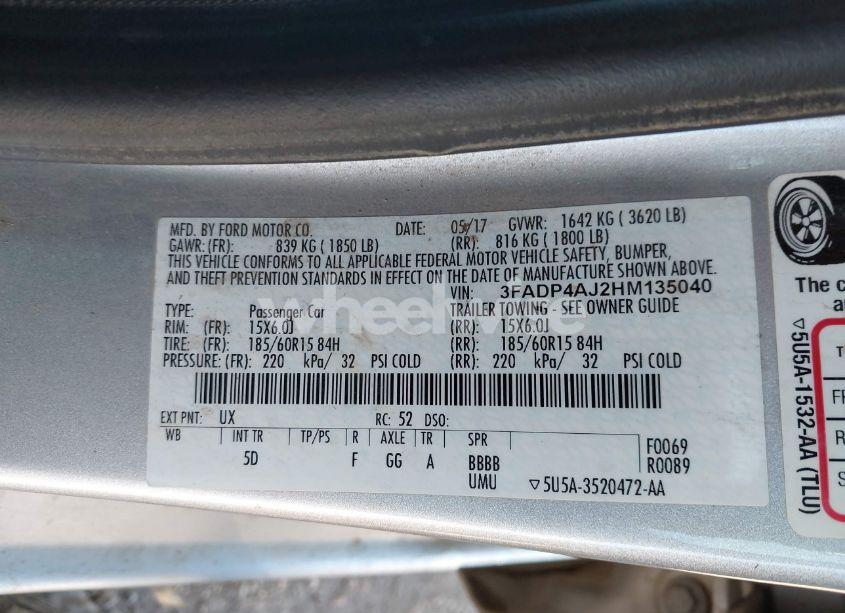 MFD. BY FORD MOTOR CO. DATE: 05/17 GVWR: 1642 KG ( 3620 LB)
GAWR: (FR): 839 KG ( 1850 LB) (RR): 816 KG ( 1800 LB)
THIS VEHICLE CONFORMS TO ALL APPLICABLE FEDERAL MOTOR VEHICLE SAFETY, BUMPER,
AND THEFT PREVENTION STANDARDS IN EFFECT ON THE DATE OF MANUFACTURE SHOWN ABOVE.
VIN: 3FADP4AJ2HM135040
TYPE: Passenger Car TRAILER TOWING - SEE OWNER GUIDE
RIM: (FR): 15X6.0J (RR): 15X6.0J
TIRE: (FR): 185/60R15 84H (RR): 185/60R15 84H
PRESSURE: (FR): 220 kPa/ 32 PSI COLD (RR): 220 kPa/ 32 PSI COLD
EXT PNT: UX RC: 52 DSO:
WB INT TR TP/PS R AXLE TR SPR F0069
5D F GG A BBBB R0089
UMU ▽5U5A-3520472-AA
wheelwire
The c
a
▽5U5A-1532-AA (TLU)
T
F
R
S